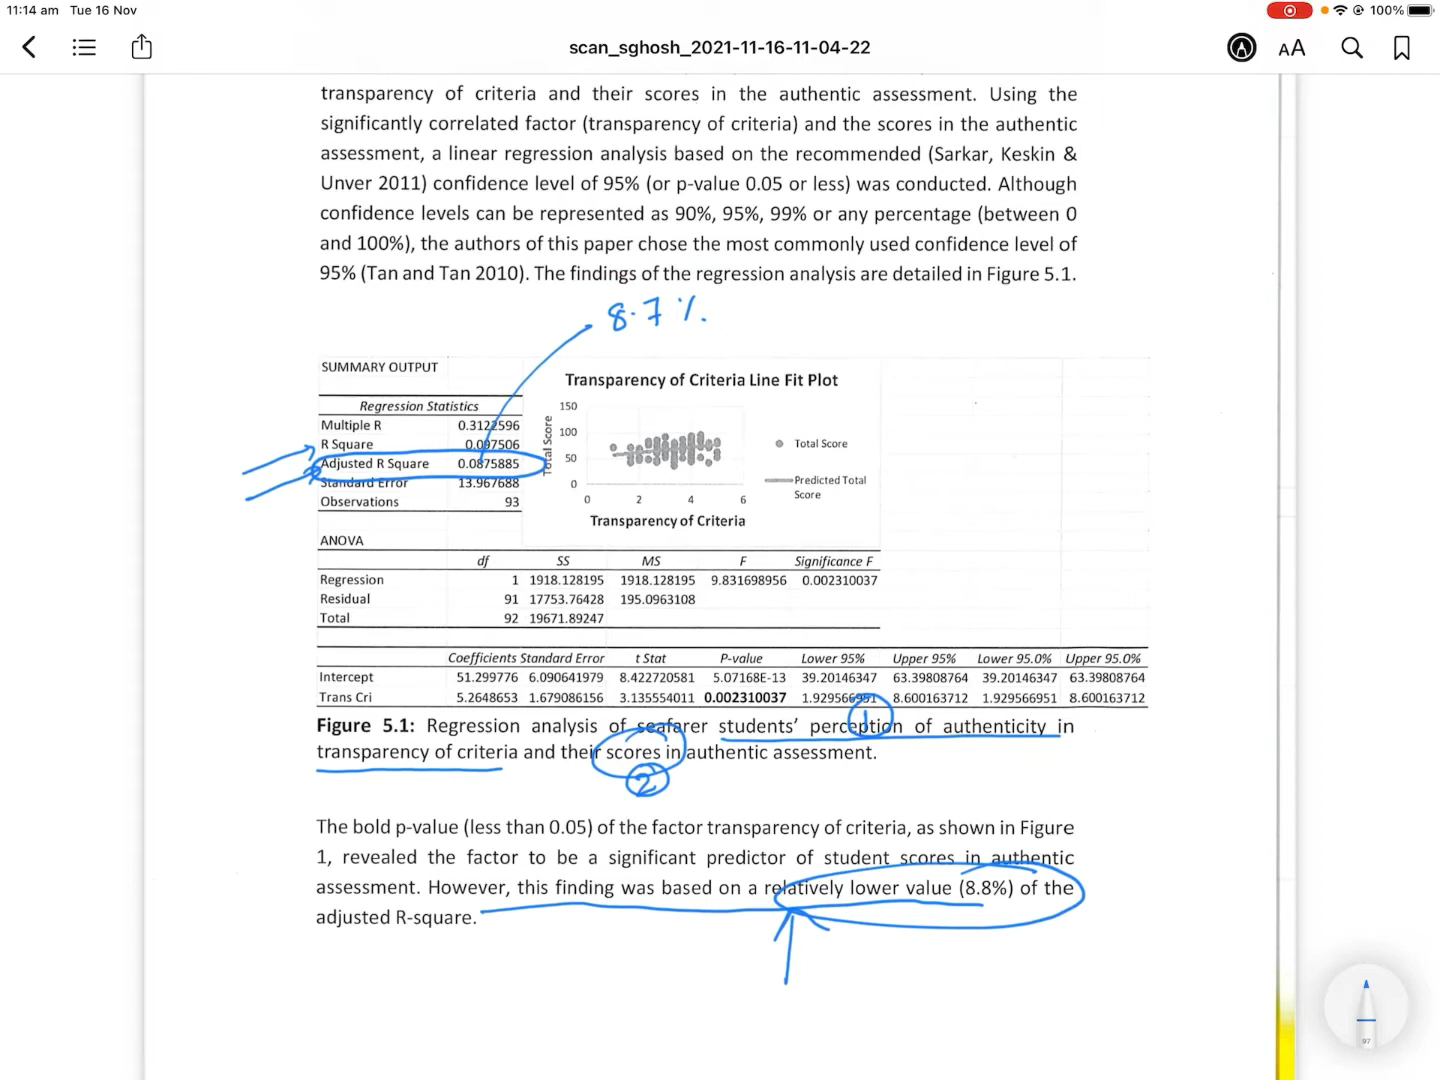 11:14 am Tue 16 Nov
100%
scan_sghosh_2021-11-16-11-04-22
AA
transparency of criteria and their scores in the authentic assessment. Using the
significantly correlated factor (transparency of criteria) and the scores in the authentic
assessment, a linear regression analysis based on the recommended (Sarkar, Keskin &
Unver 2011) confidence level of 95% (or p-value 0.05 or less) was conducted. Although
confidence levels can be represented as 90%, 95%, 99% or any percentage (between 0
and 100%), the authors of this paper chose the most commonly used confidence level of
95% (Tan and Tan 2010). The findings of the regression analysis are detailed in Figure 5.1.
8.7%.
SUMMARY OUTPUT
Regression Statistics
Multiple R 0.3122596
R Square 0.097506
Adjusted R Square 0.0875885
Standard Error 13.967688
Observations 93
Transparency of Criteria Line Fit Plot
Total Score
150
100
50
0
0 2 4 6
Transparency of Criteria
Total Score
Predicted Total
Score
ANOVA
df SS MS F Significance F
Regression 1 1918.128195 1918.128195 9.831698956 0.002310037
Residual 91 17753.76428 195.0963108
Total 92 19671.89247
Coefficients Standard Error t Stat P-value Lower 95% Upper 95% Lower 95.0% Upper 95.0%
Intercept 51.299776 6.090641979 8.422720581 5.07168E-13 39.20146347 63.39808764 39.20146347 63.39808764
Trans Cri 5.2648653 1.679086156 3.135554011 0.002310037 1.929566951 8.600163712 1.929566951 8.600163712
1
Figure 5.1: Regression analysis of seafarer students' perception of authenticity in
transparency of criteria and their scores in authentic assessment.
2
The bold p-value (less than 0.05) of the factor transparency of criteria, as shown in Figure
1, revealed the factor to be a significant predictor of student scores in authentic
assessment. However, this finding was based on a relatively lower value (8.8%) of the
adjusted R-square.
97